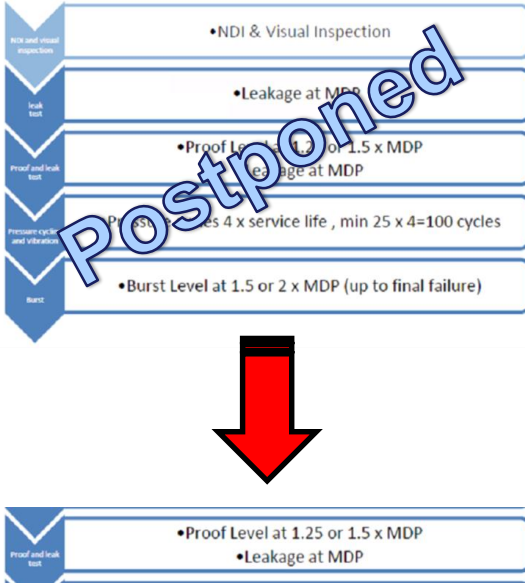 NDI and visual
inspection
•NDI & Visual Inspection
leak
test
•Leakage at MDP
Proof and leak
test
•Proof Level at 1.25 or 1.5 x MDP
•Leakage at MDP
Pressure cycles
and vibration
Pressure cycles 4 x service life , min 25 x 4=100 cycles
Burst
•Burst Level at 1.5 or 2 x MDP (up to final failure)
Postponed
Proof and leak
test
•Proof Level at 1.25 or 1.5 x MDP
•Leakage at MDP